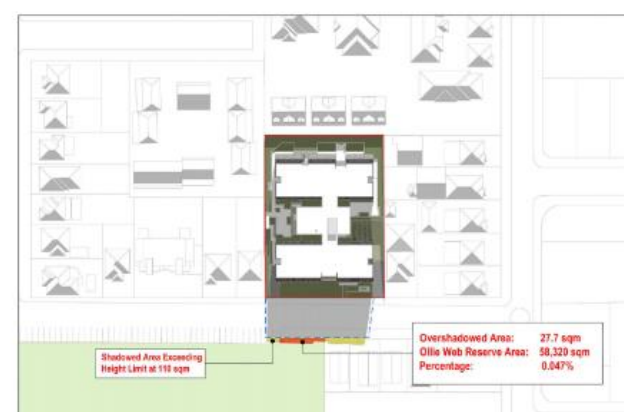 Overshadowed Area: 27.7 sqm
Ollie Web Reserve Area: 58,320 sqm
Percentage: 0.047%
Shadowed Area Exceeding
Height Limit at 110 sqm